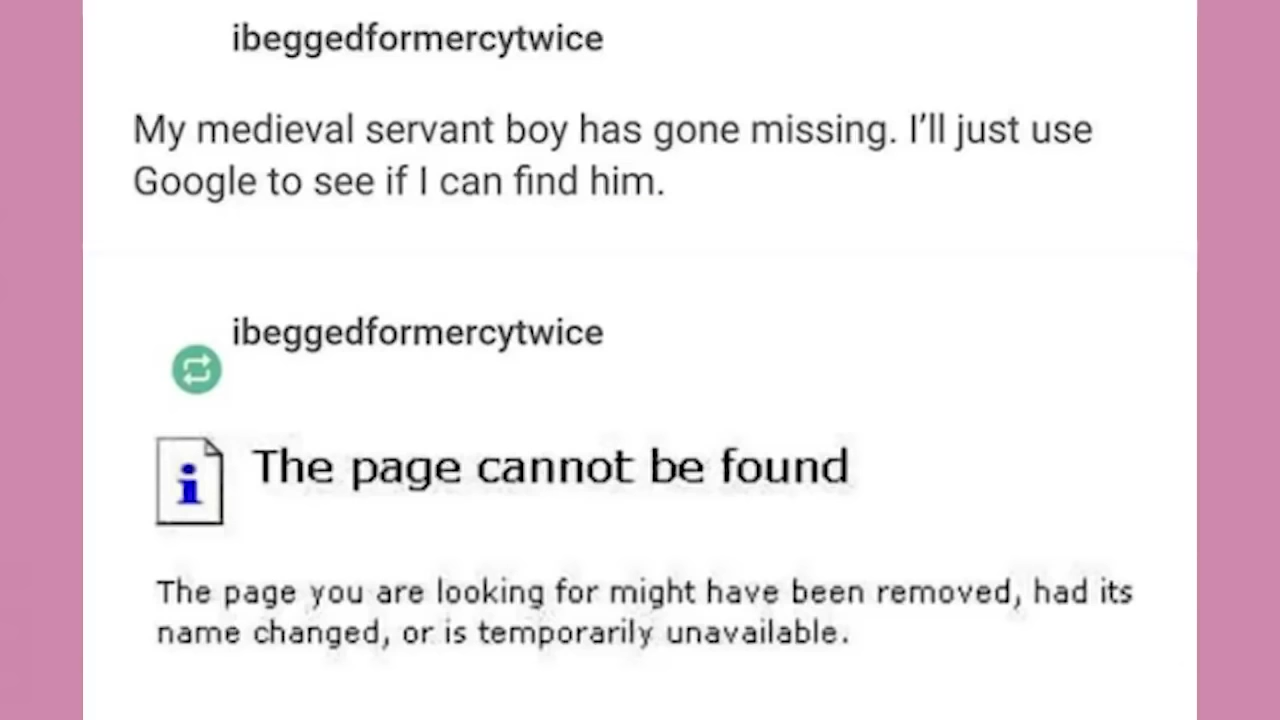 ibeggedformercytwice
My medieval servant boy has gone missing. I’ll just use
Google to see if I can find him.
ibeggedformercytwice
The page cannot be found
The page you are looking for might have been removed, had its
name changed, or is temporarily unavailable.